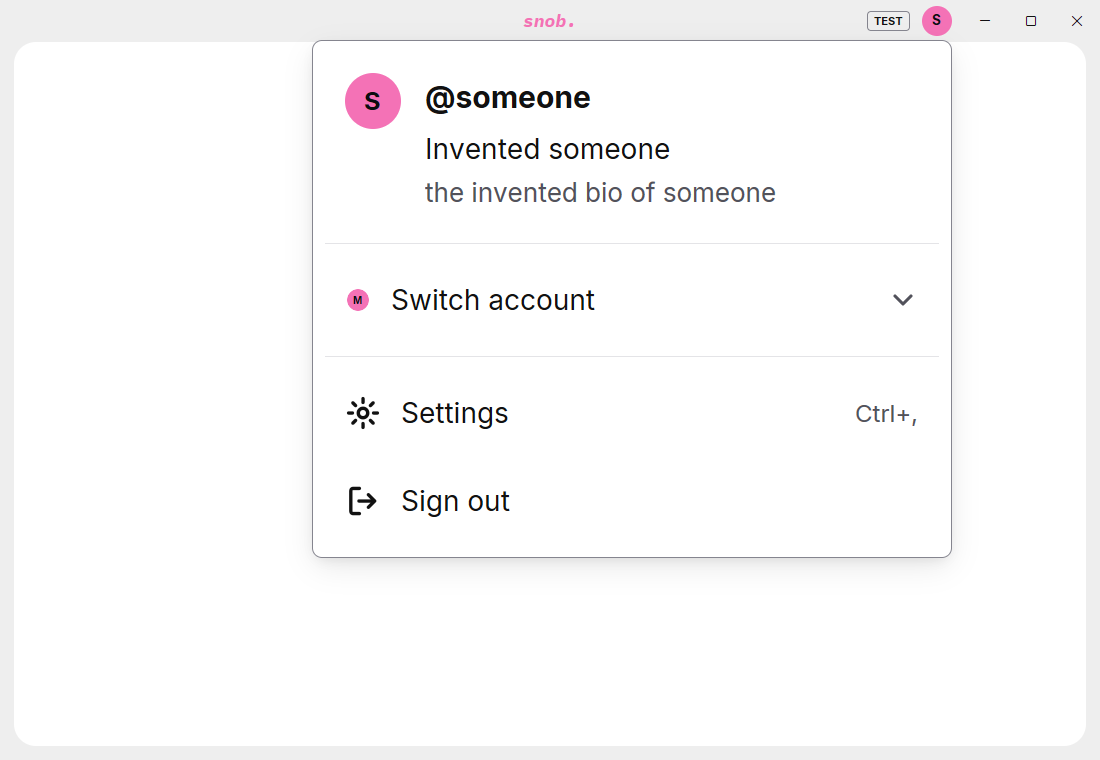 snob.
TEST
S
S
@someone
Invented someone
the invented bio of someone
M
Switch account
Settings
Ctrl+,
Sign out